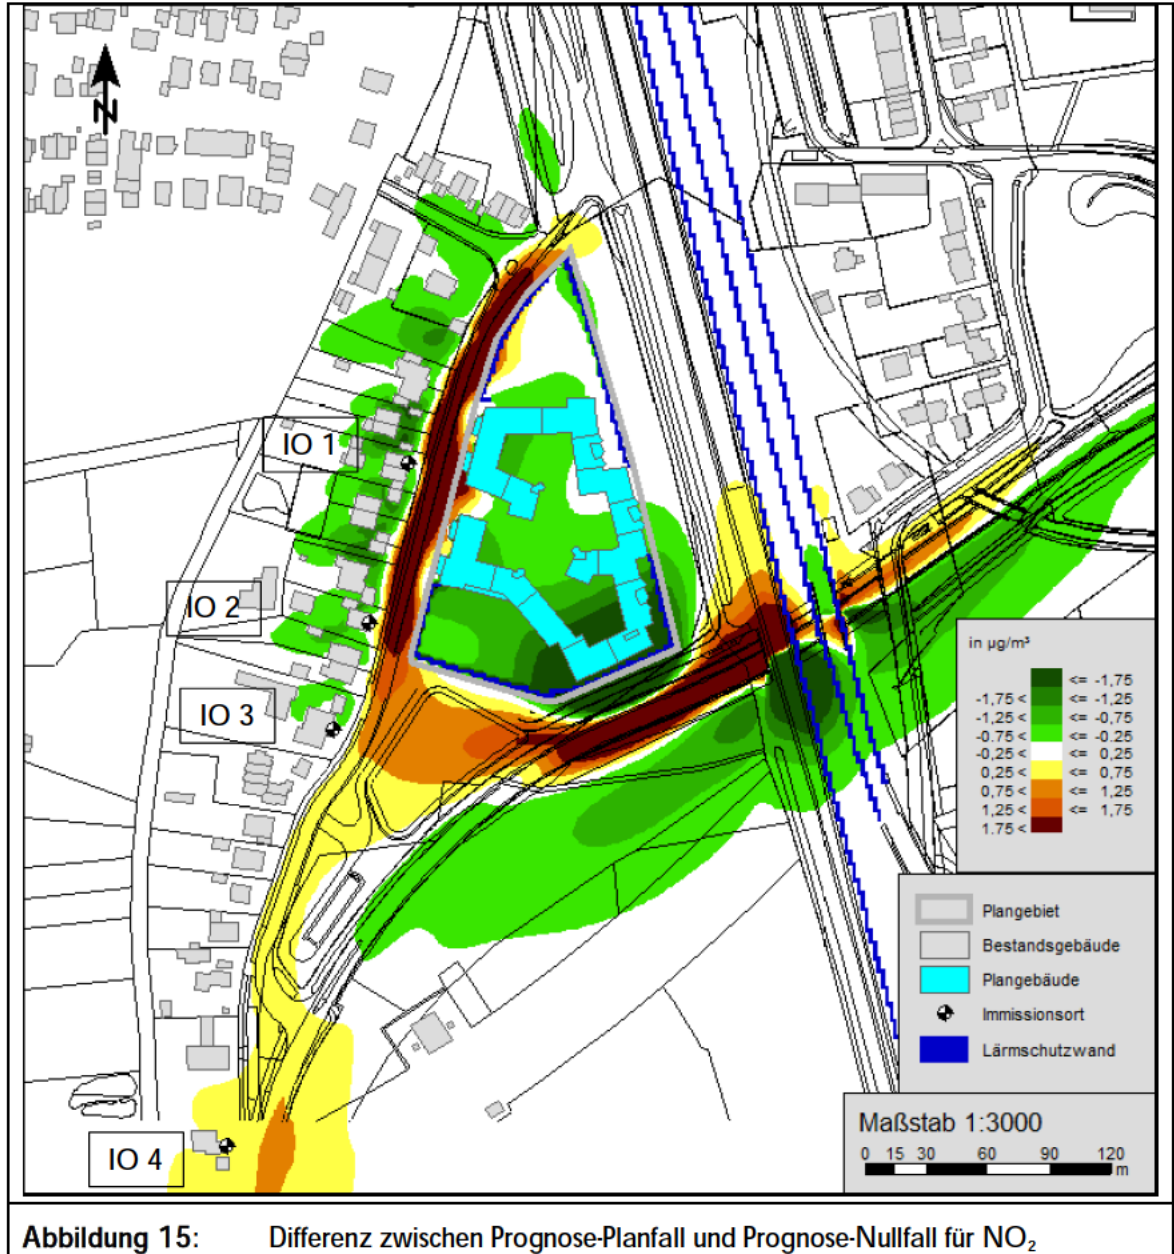 N
IO 1
IO 2
IO 3
IO 4
in µg/m³
<= -1,75
-1,75 < <= -1,25
-1.25 < <= -0,75
-0.75 < <= -0.25
-0,25 < <= 0,25
0,25 < <= 0,75
0,75 < <= 1,25
1,25 < <= 1,75
1.75 <
Plangebiet
Bestandsgebäude
Plangebäude
Immissionsort
Lärmschutzwand
Maßstab 1:3000
0 15 30 60 90 120
m
Abbildung 15: Differenz zwischen Prognose-Planfall und Prognose-Nullfall für NO₂